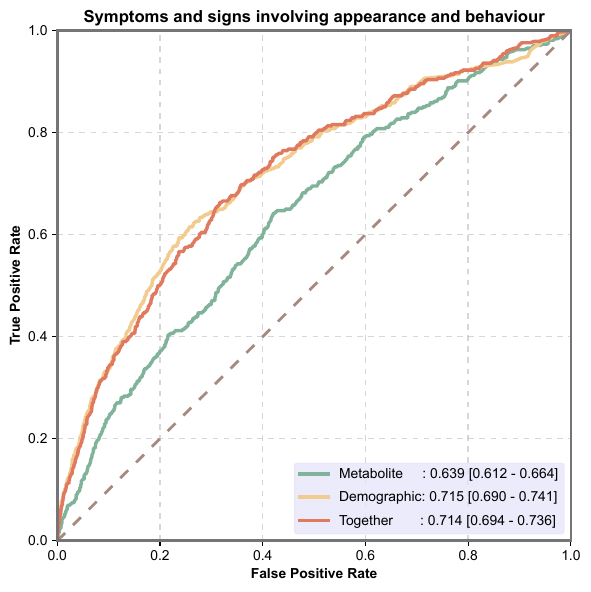 Symptoms and signs involving appearance and behaviour
1.0
0.8
0.6
0.4
0.2
0.0
True Positive Rate
Metabolite : 0.639 [0.612 - 0.664]
Demographic: 0.715 [0.690 - 0.741]
Together : 0.714 [0.694 - 0.736]
0.0 0.2 0.4 0.6 0.8 1.0
False Positive Rate